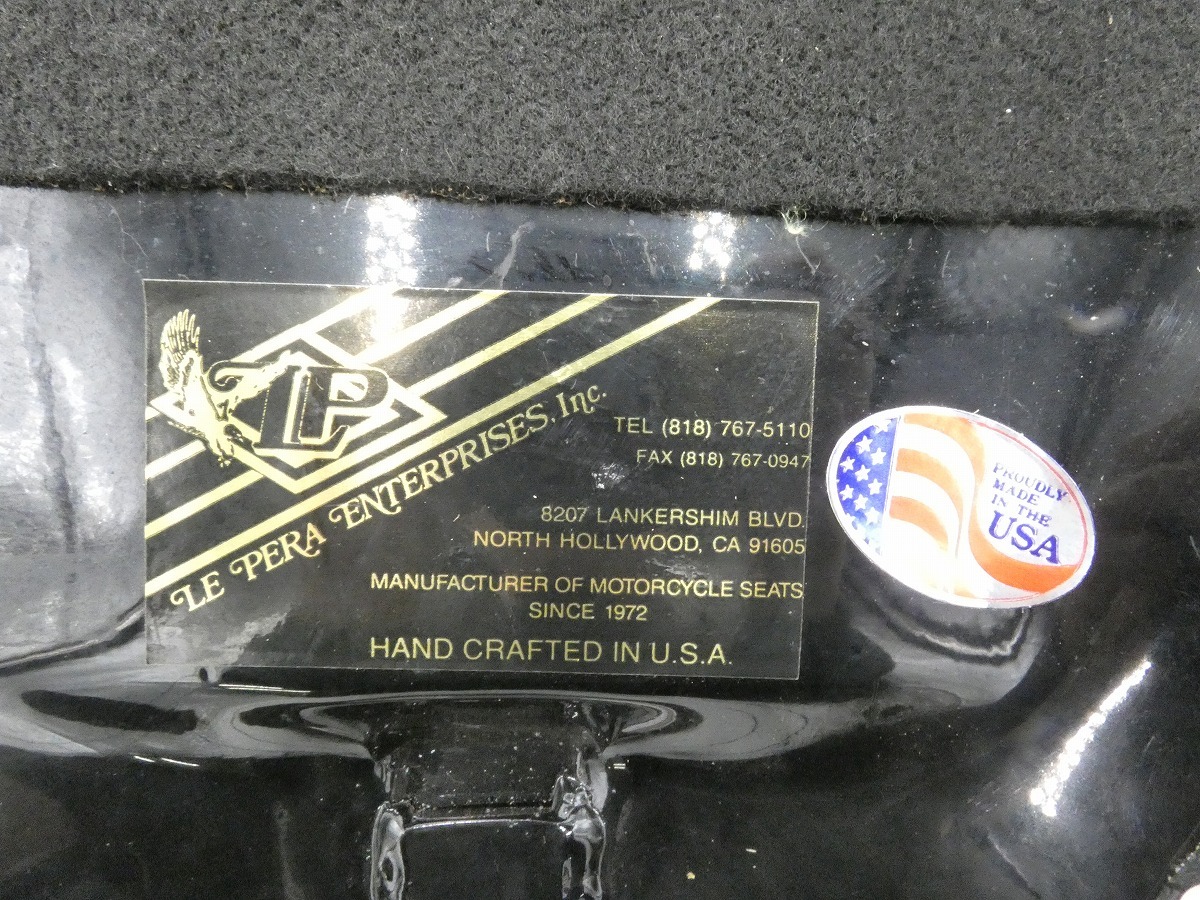 LP
LE PERA ENTERPRISES, Inc.
TEL (818) 767-5110
FAX (818) 767-0947
8207 LANKERSHIM BLVD.
NORTH HOLLYWOOD, CA 91605
MANUFACTURER OF MOTORCYCLE SEATS
SINCE 1972
HAND CRAFTED IN U.S.A.
PROUDLY
MADE
IN THE
USA